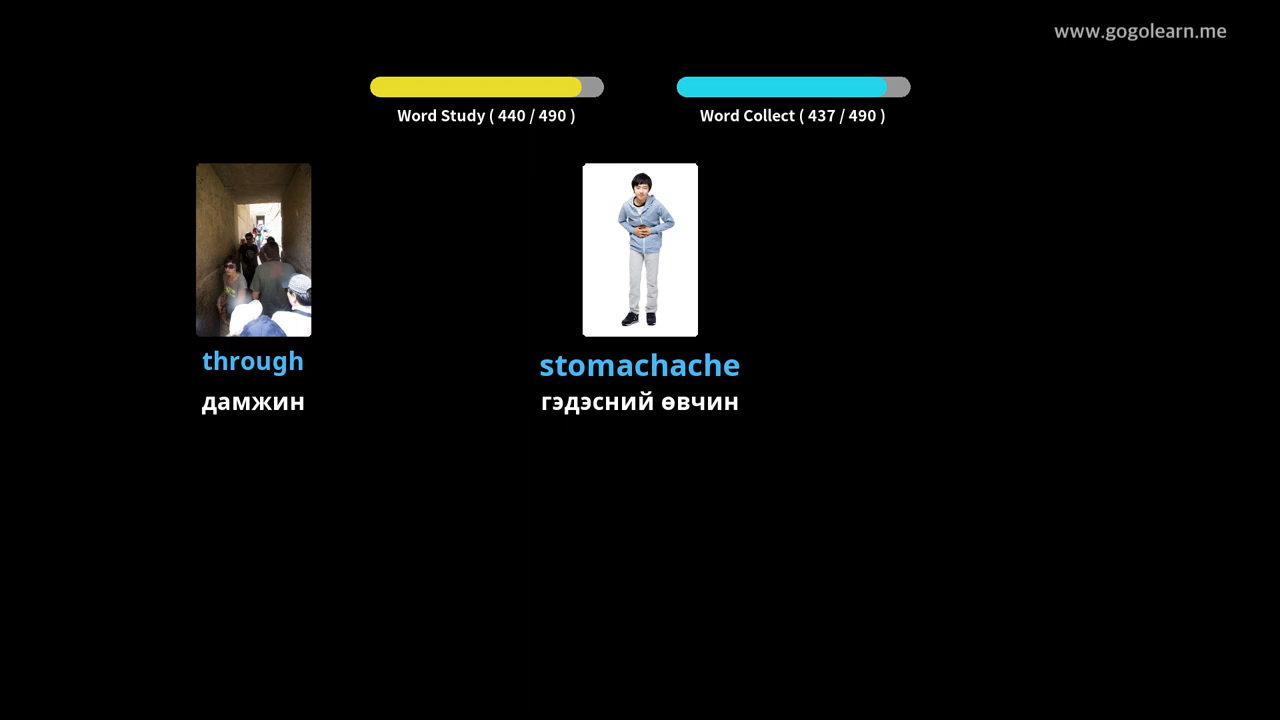 www.gogolearn.me
Word Study ( 440 / 490 )
Word Collect ( 437 / 490 )
through
дамжин
stomachache
гэдэсний өвчин